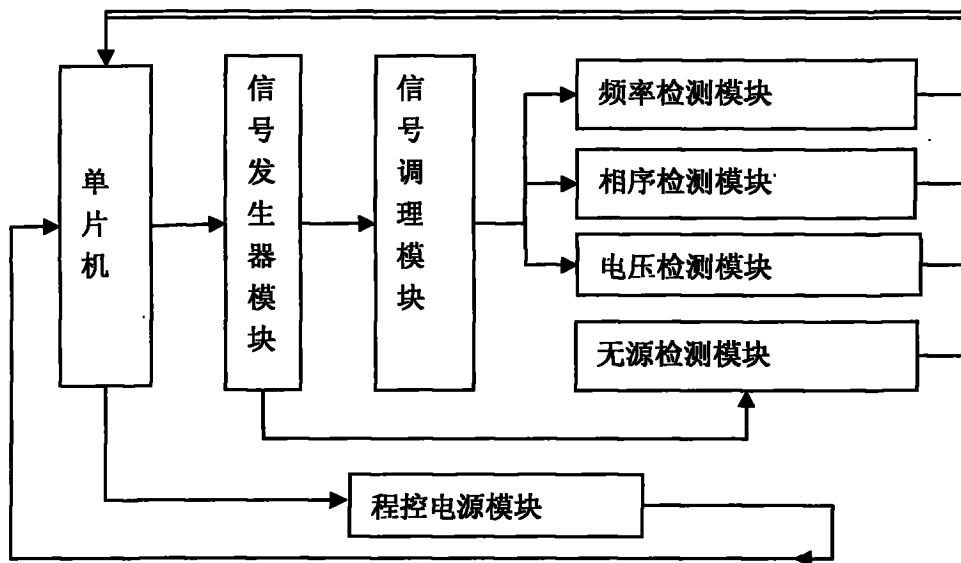 单片机
信号发生器模块
信号调理模块
频率检测模块
相序检测模块
电压检测模块
无源检测模块
程控电源模块